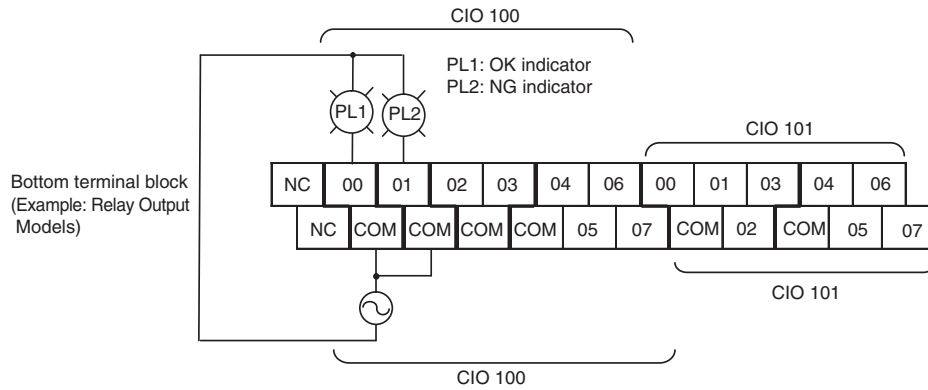 CIO 100
PL1: OK indicator
PL2: NG indicator
PL1
PL2
CIO 101
Bottom terminal block
(Example: Relay Output
Models)
NC 00 01 02 03 04 06 00 01 03 04 06
NC COM COM COM COM 05 07 COM 02 COM 05 07
CIO 101
CIO 100